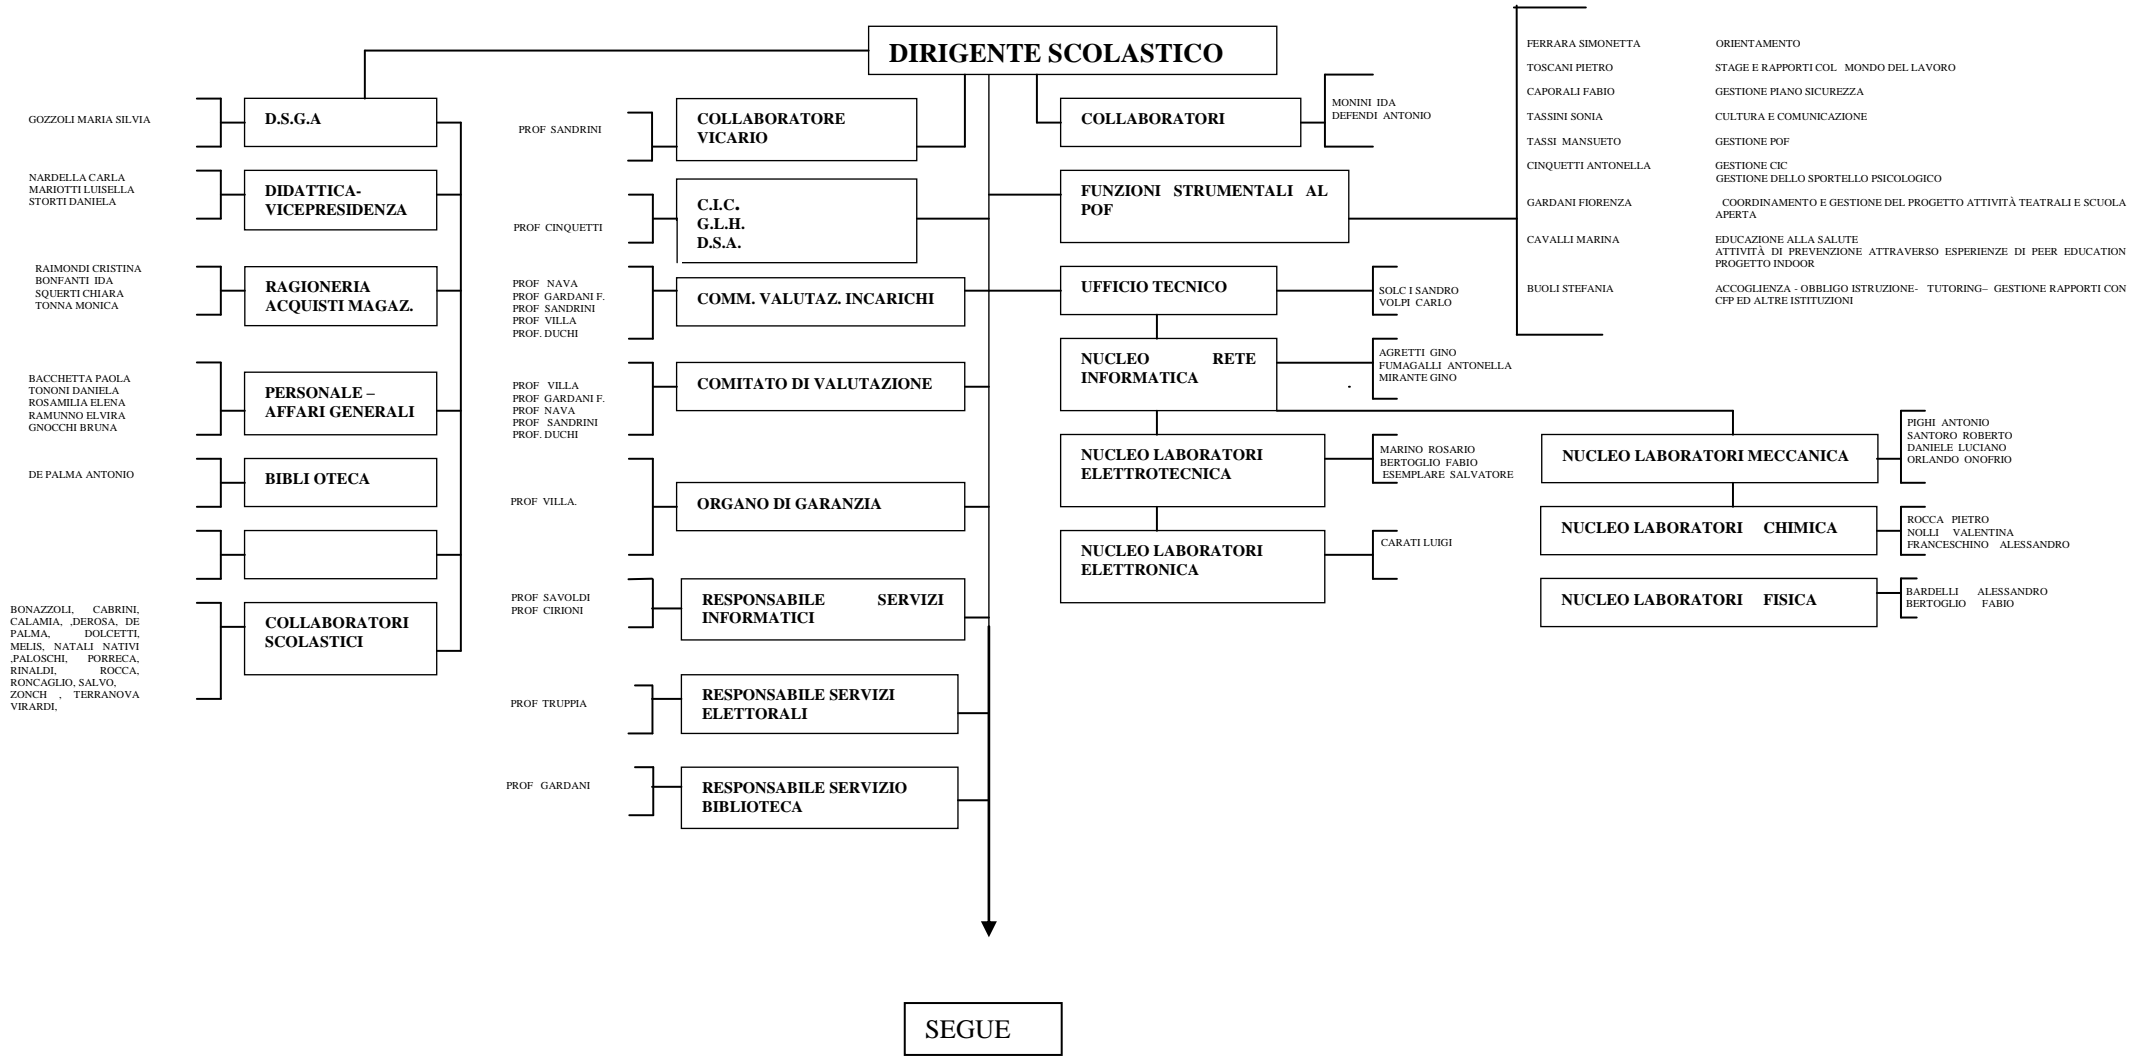 DIRIGENTE SCOLASTICO
GOZZOLI MARIA SILVIA
D.S.G.A
NARDELLA CARLA
MARIOTTI LUISELLA
STORTI DANIELA
DIDATTICA-
VICEPRESIDENZA
RAIMONDI CRISTINA
BONFANTI IDA
SQUERTI CHIARA
TONNA MONICA
RAGIONERIA
ACQUISTI MAGAZ.
BACCHETTA PAOLA
TONONI DANIELA
ROSAMILIA ELENA
RAMUNNO ELVIRA
GNOCCHI BRUNA
PERSONALE –
AFFARI GENERALI
DE PALMA ANTONIO
BIBLI OTECA
BONAZZOLI, CABRINI,
CALAMIA, ,DEROSA, DE
PALMA, DOLCETTI,
MELIS, NATALI NATIVI
,PALOSCHI, PORRECA,
RINALDI, ROCCA,
RONCAGLIO, SALVO,
ZONCH , TERRANOVA
VIRARDI,
COLLABORATORI
SCOLASTICI
PROF SANDRINI
COLLABORATORE
VICARIO
PROF CINQUETTI
C.I.C.
G.L.H.
D.S.A.
PROF NAVA
PROF GARDANI F.
PROF SANDRINI
PROF VILLA
PROF. DUCHI
COMM. VALUTAZ. INCARICHI
PROF VILLA
PROF GARDANI F.
PROF NAVA
PROF SANDRINI
PROF. DUCHI
COMITATO DI VALUTAZIONE
PROF VILLA.
ORGANO DI GARANZIA
PROF SAVOLDI
PROF CIRIONI
RESPONSABILE SERVIZI
INFORMATICI
PROF TRUPPIA
RESPONSABILE SERVIZI
ELETTORALI
PROF GARDANI
RESPONSABILE SERVIZIO
BIBLIOTECA
COLLABORATORI
MONINI IDA
DEFENDI ANTONIO
FUNZIONI STRUMENTALI AL
POF
FERRARA SIMONETTA ORIENTAMENTO
TOSCANI PIETRO STAGE E RAPPORTI COL MONDO DEL LAVORO
CAPORALI FABIO GESTIONE PIANO SICUREZZA
TASSINI SONIA CULTURA E COMUNICAZIONE
TASSI MANSUETO GESTIONE POF
CINQUETTI ANTONELLA GESTIONE CIC
GESTIONE DELLO SPORTELLO PSICOLOGICO
GARDANI FIORENZA COORDINAMENTO E GESTIONE DEL PROGETTO ATTIVITÀ TEATRALI E SCUOLA
APERTA
CAVALLI MARINA EDUCAZIONE ALLA SALUTE
ATTIVITÀ DI PREVENZIONE ATTRAVERSO ESPERIENZE DI PEER EDUCATION
PROGETTO INDOOR
BUOLI STEFANIA ACCOGLIENZA - OBBLIGO ISTRUZIONE- TUTORING– GESTIONE RAPPORTI CON
CFP ED ALTRE ISTITUZIONI
UFFICIO TECNICO
SOLC I SANDRO
VOLPI CARLO
NUCLEO RETE
INFORMATICA
AGRETTI GINO
FUMAGALLI ANTONELLA
MIRANTE GINO
.
NUCLEO LABORATORI
ELETTROTECNICA
MARINO ROSARIO
BERTOGLIO FABIO
ESEMPLARE SALVATORE
NUCLEO LABORATORI
ELETTRONICA
CARATI LUIGI
NUCLEO LABORATORI MECCANICA
PIGHI ANTONIO
SANTORO ROBERTO
DANIELE LUCIANO
ORLANDO ONOFRIO
NUCLEO LABORATORI CHIMICA
ROCCA PIETRO
NOLLI VALENTINA
FRANCESCHINO ALESSANDRO
NUCLEO LABORATORI FISICA
BARDELLI ALESSANDRO
BERTOGLIO FABIO
SEGUE